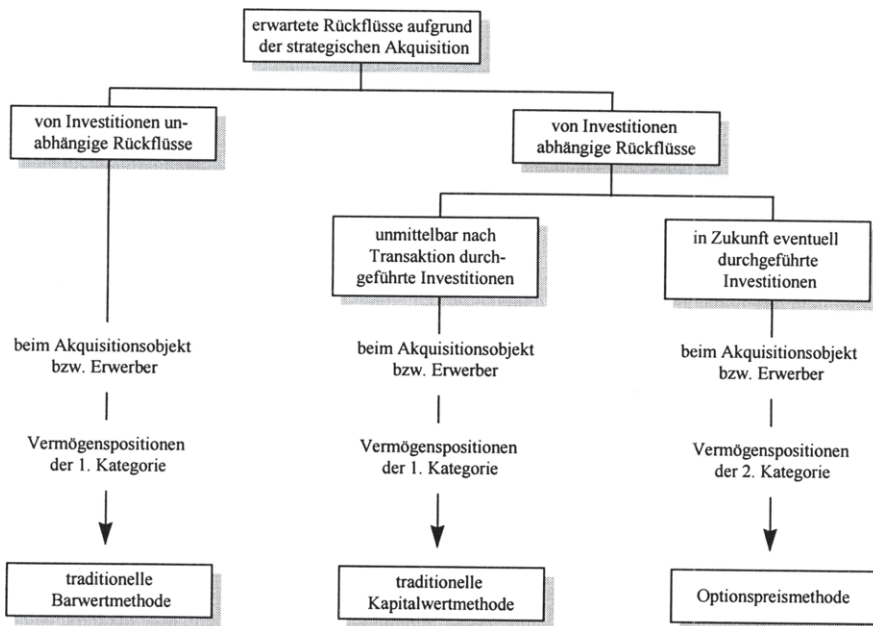 erwartete Rückflüsse aufgrund
der strategischen Akquisition
von Investitionen un-
abhängige Rückflüsse
von Investitionen
abhängige Rückflüsse
unmittelbar nach
Transaktion durch-
geführte Investitionen
in Zukunft eventuell
durchgeführte
Investitionen
beim Akquisitionsobjekt
bzw. Erwerber
beim Akquisitionsobjekt
bzw. Erwerber
beim Akquisitionsobjekt
bzw. Erwerber
Vermögenspositionen
der 1. Kategorie
Vermögenspositionen
der 1. Kategorie
Vermögenspositionen
der 2. Kategorie
traditionelle
Barwertmethode
traditionelle
Kapitalwertmethode
Optionspreismethode